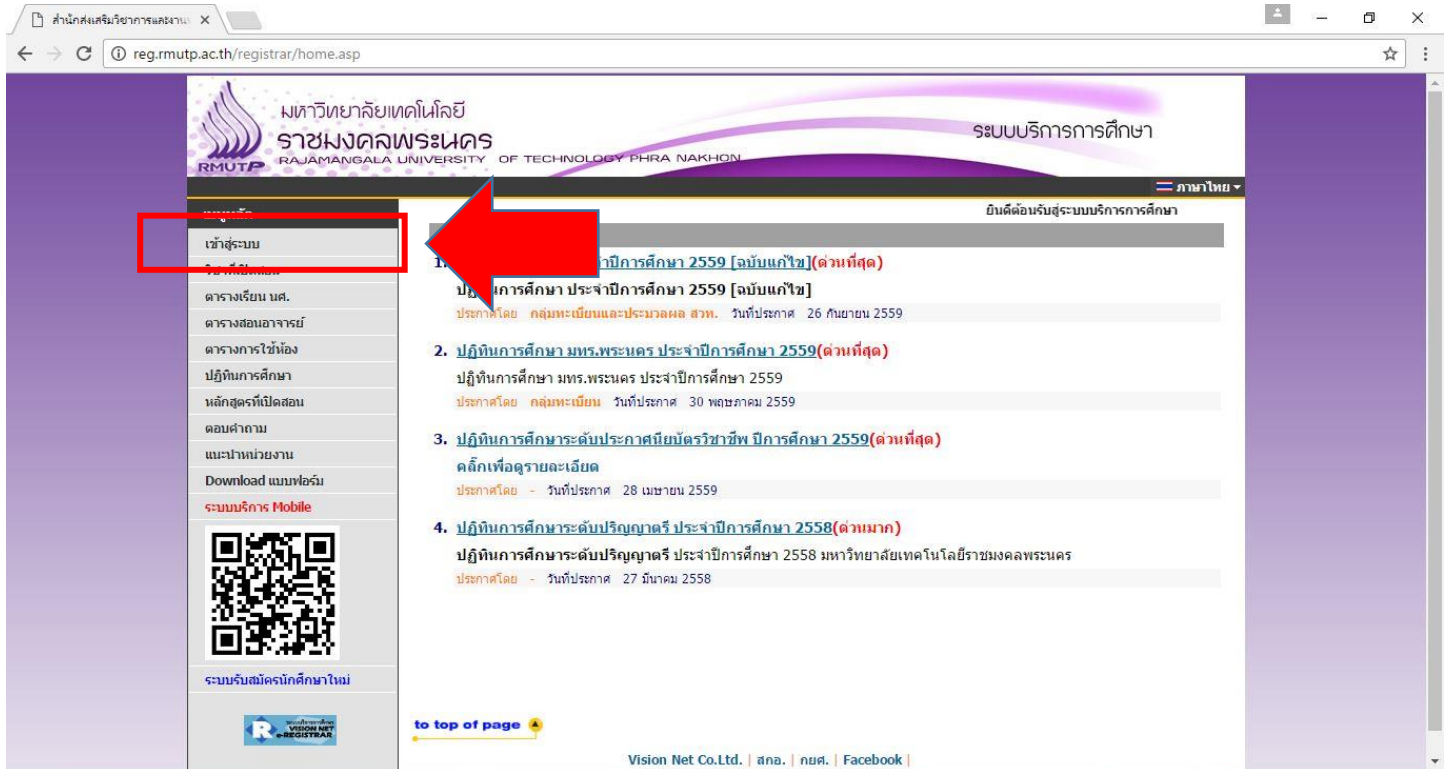 สำนักส่งเสริมวิชาการและงาน
reg.rmutp.ac.th/registrar/home.asp
มหาวิทยาลัยเทคโนโลยี
ราชมงคลพระนคร
RAJAMANGALA UNIVERSITY OF TECHNOLOGY PHRA NAKHON
RMUTP
ระบบบริการการศึกษา
ภาษาไทย
ยินดีต้อนรับสู่ระบบบริการการศึกษา
เข้าสู่ระบบ
ตารางเรียน นศ.
ตารางสอนอาจารย์
ตารางการใช้ห้อง
ปฏิทินการศึกษา
หลักสูตรที่เปิดสอน
ตอบคำถาม
แนะนำหน่วยงาน
Download แบบฟอร์ม
ระบบบริการ Mobile
ระบบรับสมัครนักศึกษาใหม่
VISION NET
e-REGISTRAR
1. าปีการศึกษา 2559 [ฉบับแก้ไข](ด่วนที่สุด)
การศึกษา ประจำปีการศึกษา 2559 [ฉบับแก้ไข]
ประกาศโดย กลุ่มทะเบียนและประมวลผล สวท. วันที่ประกาศ 26 กันยายน 2559
2. ปฏิทินการศึกษา มทร.พระนคร ประจำปีการศึกษา 2559(ด่วนที่สุด)
ปฏิทินการศึกษา มทร.พระนคร ประจำปีการศึกษา 2559
ประกาศโดย กลุ่มทะเบียน วันที่ประกาศ 30 พฤษภาคม 2559
3. ปฏิทินการศึกษาระดับประกาศนียบัตรวิชาชีพ ปีการศึกษา 2559(ด่วนที่สุด)
คลิ๊กเพื่อดูรายละเอียด
ประกาศโดย - วันที่ประกาศ 28 เมษายน 2559
4. ปฏิทินการศึกษาระดับปริญญาตรี ประจำปีการศึกษา 2558(ด่วนมาก)
ปฏิทินการศึกษาระดับปริญญาตรี ประจำปีการศึกษา 2558 มหาวิทยาลัยเทคโนโลยีราชมงคลพระนคร
ประกาศโดย - วันที่ประกาศ 27 มีนาคม 2558
to top of page
Vision Net Co.Ltd. | สกอ. | กยศ. | Facebook |